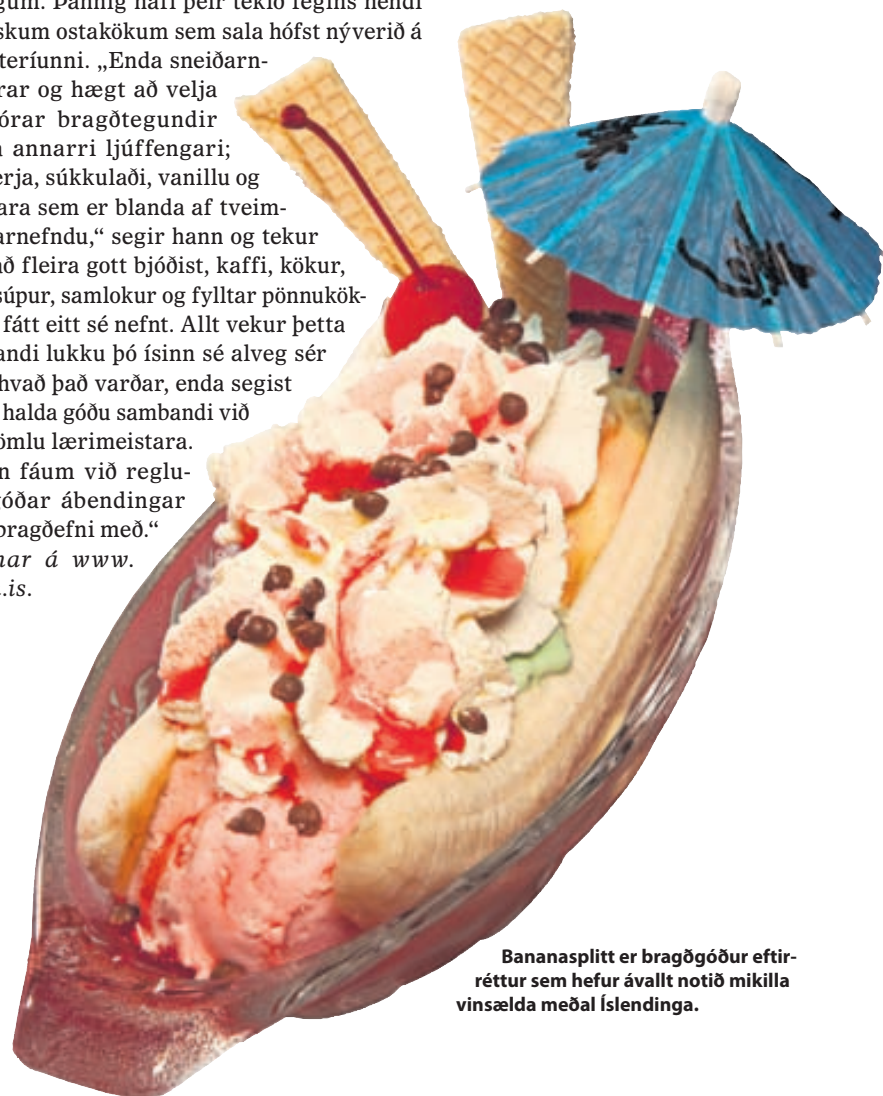 gum. Þannig hafi þeir tekið fegins hendi
skum ostakökum sem sala hófst nýverið á
teríunni. „Enda sneiðarn-
rar og hægt að velja
órar bragðtegundir
annarri ljúffengari;
erja, súkkulaði, vanillu og
ara sem er blanda af tveim-
arnefndu,“ segir hann og tekur
að fleira gott bjóðist, kaffi, kökur,
súpur, samlokur og fylltar pönnukök-
fátt eitt sé nefnt. Allt vekur þetta
andi lukku þó ísinn sé alveg sér
hvað það varðar, enda segist
halda góðu sambandi við
ömlu lærimeistara.
n fáum við reglu-
góðar ábendingar
bragðefni með.“
nar á www.
.is.
Bananasplitt er bragðgóður eftir-
réttur sem hefur ávallt notið mikilla
vinsælda meðal Íslendinga.